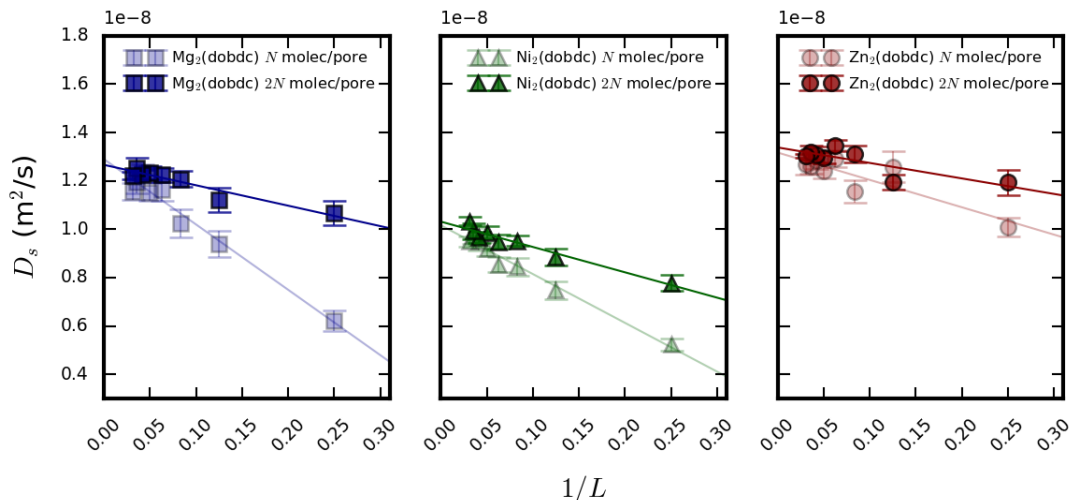 1e−8
Mg₂(dobdc) N molec/pore
Mg₂(dobdc) 2N molec/pore
1e−8
Ni₂(dobdc) N molec/pore
Ni₂(dobdc) 2N molec/pore
1e−8
Zn₂(dobdc) N molec/pore
Zn₂(dobdc) 2N molec/pore
1.8
1.6
1.4
1.2
1.0
0.8
0.6
0.4
D_s (m²/s)
0.00 0.05 0.10 0.15 0.20 0.25 0.30
0.00 0.05 0.10 0.15 0.20 0.25 0.30
0.00 0.05 0.10 0.15 0.20 0.25 0.30
1/L